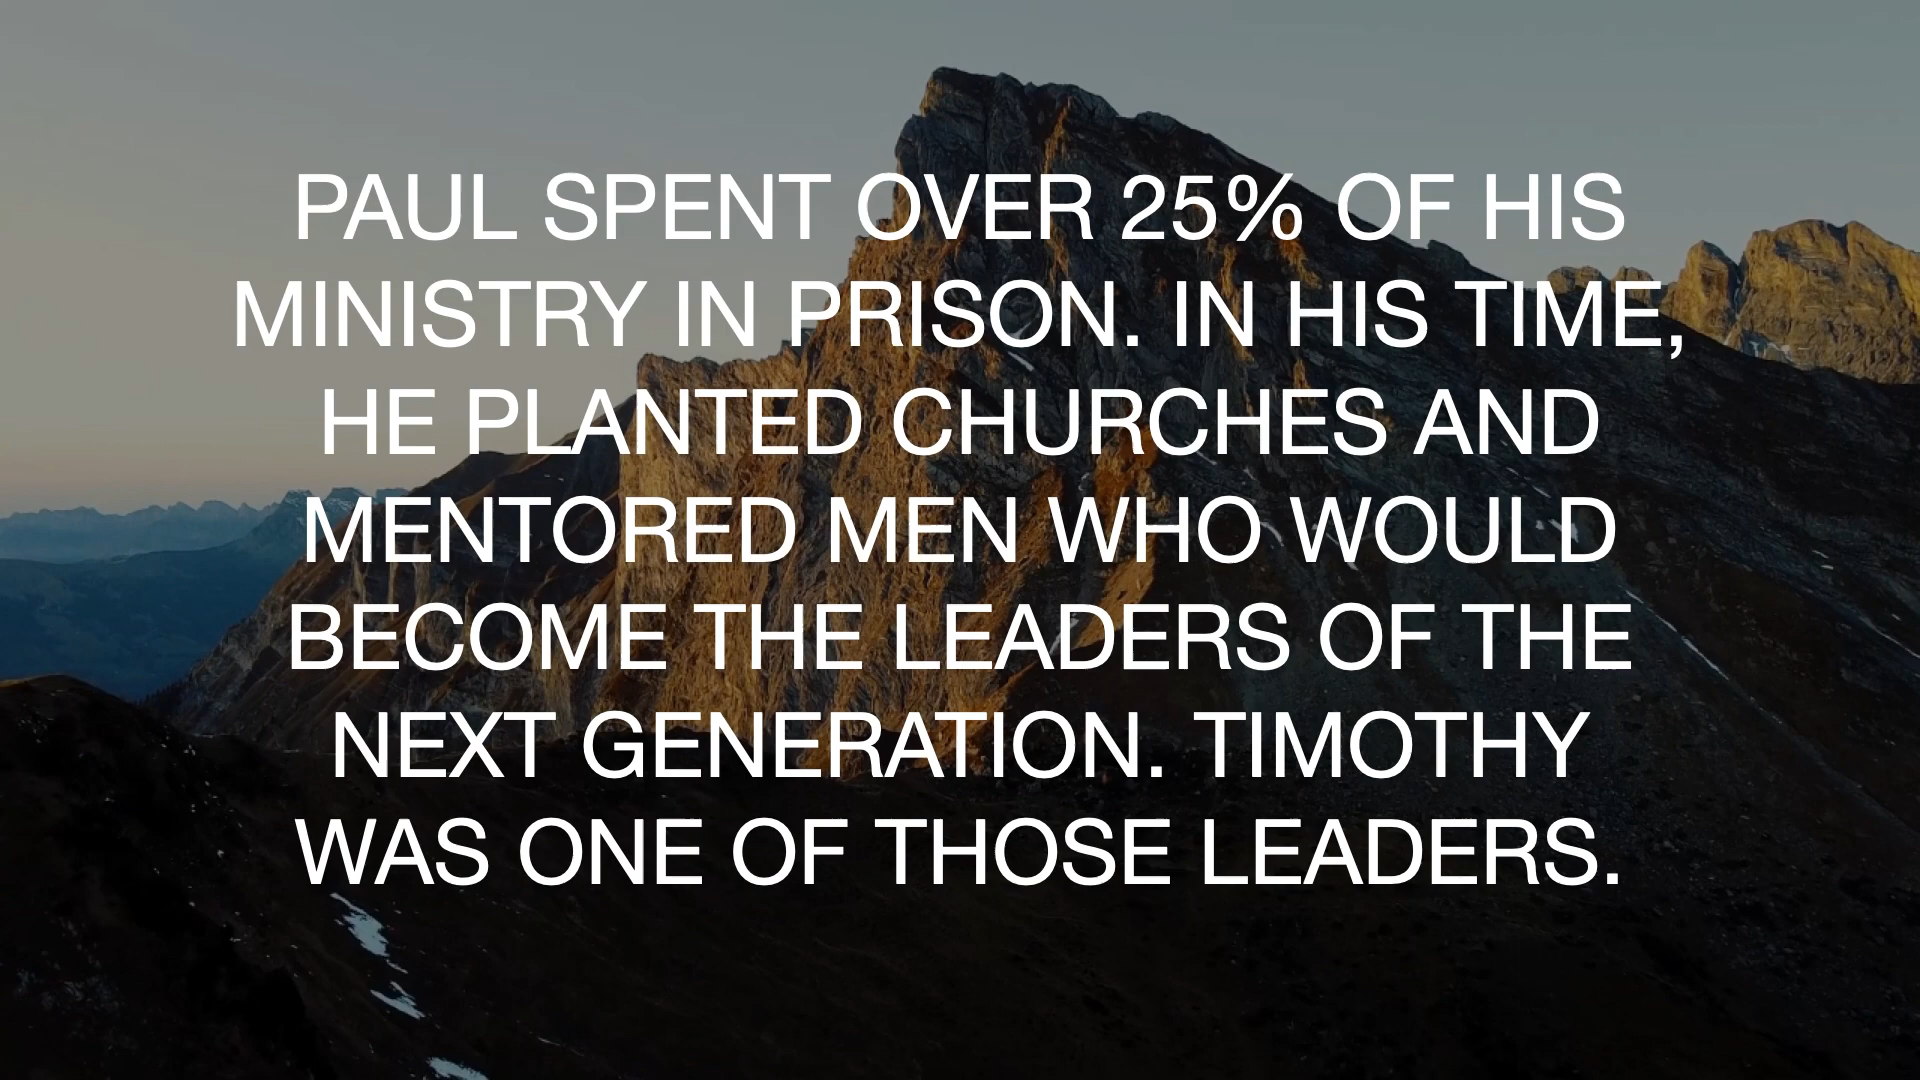 PAUL SPENT OVER 25% OF HIS
MINISTRY IN PRISON. IN HIS TIME,
HE PLANTED CHURCHES AND
MENTORED MEN WHO WOULD
BECOME THE LEADERS OF THE
NEXT GENERATION. TIMOTHY
WAS ONE OF THOSE LEADERS.